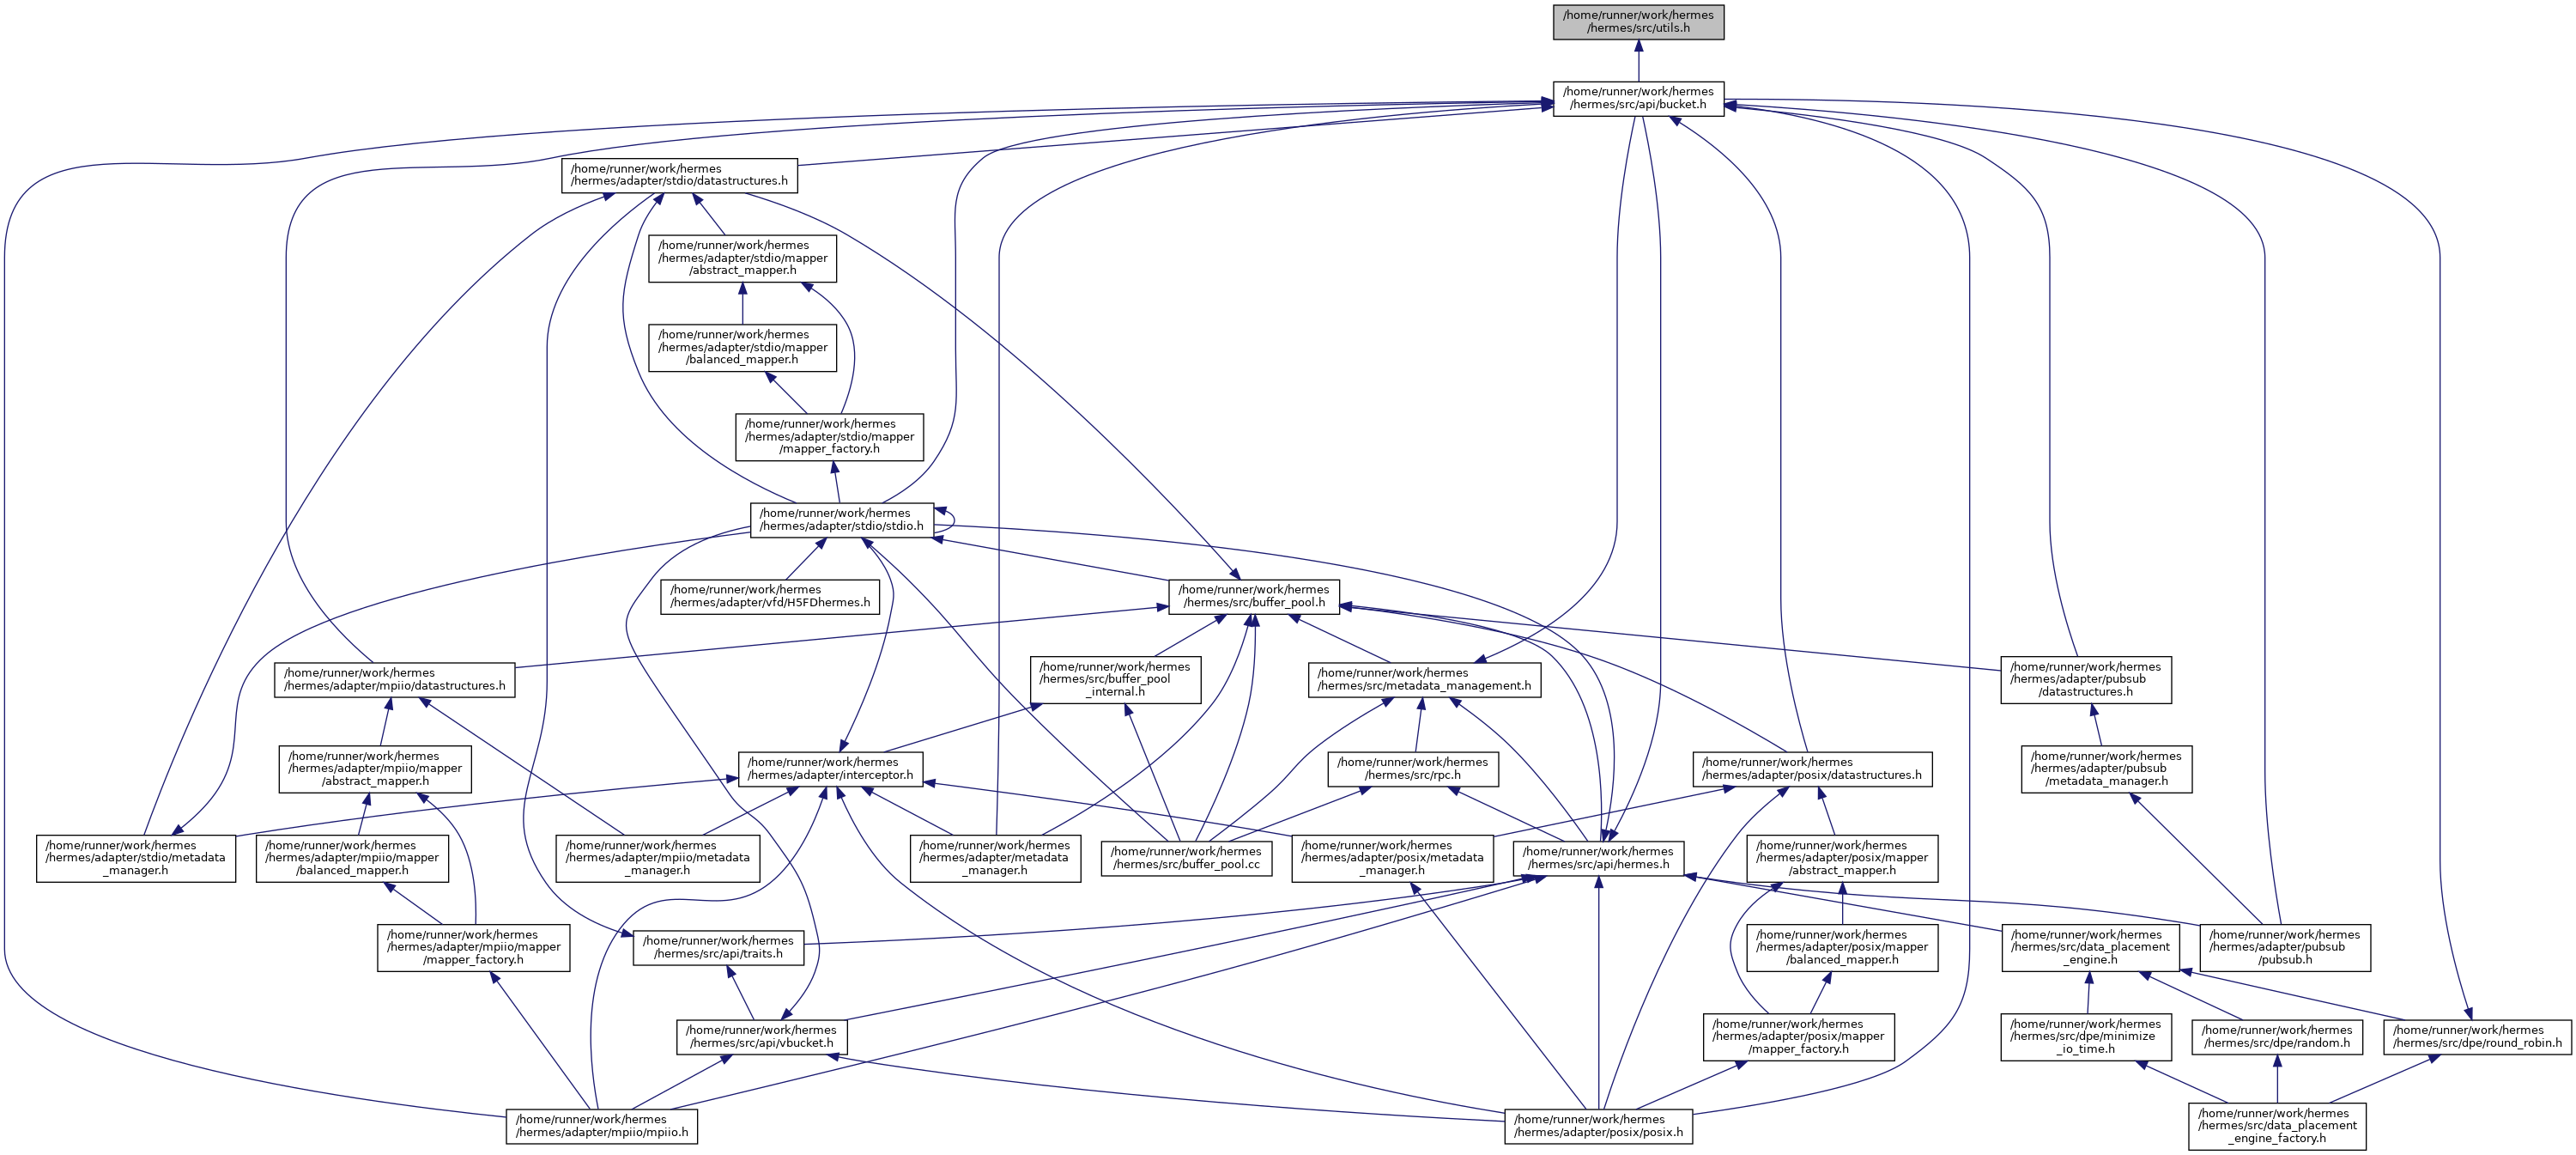 /home/runner/work/hermes
/hermes/src/utils.h
/home/runner/work/hermes
/hermes/src/api/bucket.h
/home/runner/work/hermes
/hermes/adapter/stdio/datastructures.h
/home/runner/work/hermes
/hermes/adapter/stdio/mapper
/abstract_mapper.h
/home/runner/work/hermes
/hermes/adapter/stdio/mapper
/balanced_mapper.h
/home/runner/work/hermes
/hermes/adapter/stdio/mapper
/mapper_factory.h
/home/runner/work/hermes
/hermes/adapter/stdio/stdio.h
/home/runner/work/hermes
/hermes/adapter/vfd/H5FDhermes.h
/home/runner/work/hermes
/hermes/src/buffer_pool.h
/home/runner/work/hermes
/hermes/adapter/mpiio/datastructures.h
/home/runner/work/hermes
/hermes/src/buffer_pool
_internal.h
/home/runner/work/hermes
/hermes/src/metadata_management.h
/home/runner/work/hermes
/hermes/adapter/pubsub
/datastructures.h
/home/runner/work/hermes
/hermes/adapter/mpiio/mapper
/abstract_mapper.h
/home/runner/work/hermes
/hermes/adapter/interceptor.h
/home/runner/work/hermes
/hermes/src/rpc.h
/home/runner/work/hermes
/hermes/adapter/posix/datastructures.h
/home/runner/work/hermes
/hermes/adapter/pubsub
/metadata_manager.h
/home/runner/work/hermes
/hermes/adapter/stdio/metadata
_manager.h
/home/runner/work/hermes
/hermes/adapter/mpiio/mapper
/balanced_mapper.h
/home/runner/work/hermes
/hermes/adapter/mpiio/metadata
_manager.h
/home/runner/work/hermes
/hermes/adapter/metadata
_manager.h
/home/runner/work/hermes
/hermes/src/buffer_pool.cc
/home/runner/work/hermes
/hermes/adapter/posix/metadata
_manager.h
/home/runner/work/hermes
/hermes/src/api/hermes.h
/home/runner/work/hermes
/hermes/adapter/posix/mapper
/abstract_mapper.h
/home/runner/work/hermes
/hermes/adapter/mpiio/mapper
/mapper_factory.h
/home/runner/work/hermes
/hermes/src/api/traits.h
/home/runner/work/hermes
/hermes/adapter/posix/mapper
/balanced_mapper.h
/home/runner/work/hermes
/hermes/src/data_placement
_engine.h
/home/runner/work/hermes
/hermes/adapter/pubsub
/pubsub.h
/home/runner/work/hermes
/hermes/src/api/vbucket.h
/home/runner/work/hermes
/hermes/adapter/posix/mapper
/mapper_factory.h
/home/runner/work/hermes
/hermes/src/dpe/minimize
_io_time.h
/home/runner/work/hermes
/hermes/src/dpe/random.h
/home/runner/work/hermes
/hermes/src/dpe/round_robin.h
/home/runner/work/hermes
/hermes/adapter/mpiio/mpiio.h
/home/runner/work/hermes
/hermes/adapter/posix/posix.h
/home/runner/work/hermes
/hermes/src/data_placement
_engine_factory.h